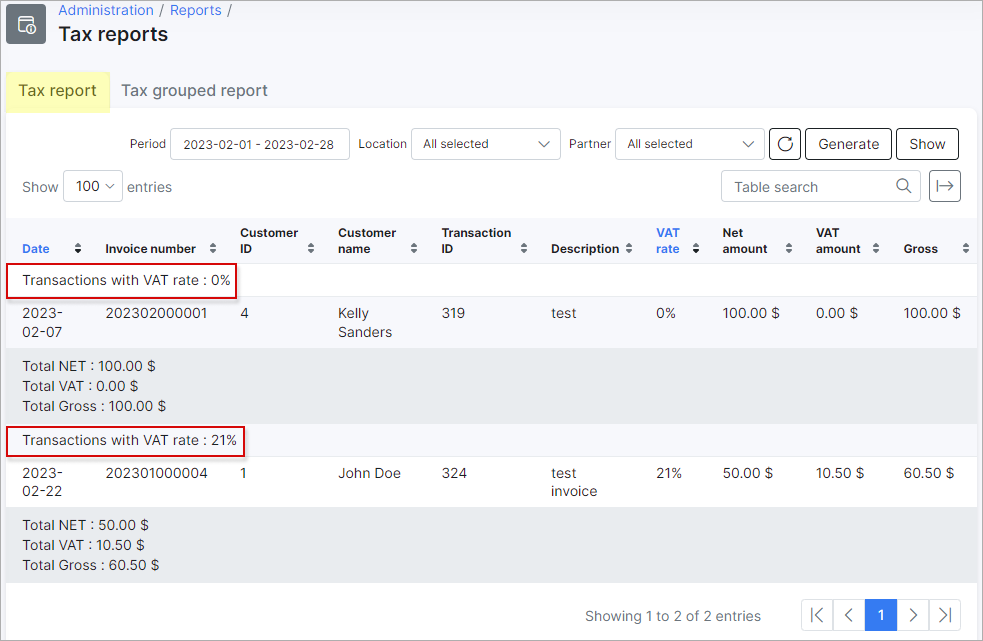 Administration / Reports /
Tax reports
Tax report Tax grouped report
Period 2023-02-01 - 2023-02-28 Location All selected Partner All selected Generate Show
Show 100 entries Table search
Date Invoice number Customer ID Customer name Transaction ID Description VAT rate Net amount VAT amount Gross
Transactions with VAT rate : 0%
2023-02-07 202302000001 4 Kelly Sanders 319 test 0% 100.00 $ 0.00 $ 100.00 $
Total NET : 100.00 $
Total VAT : 0.00 $
Total Gross : 100.00 $
Transactions with VAT rate : 21%
2023-02-22 202301000004 1 John Doe 324 test invoice 21% 50.00 $ 10.50 $ 60.50 $
Total NET : 50.00 $
Total VAT : 10.50 $
Total Gross : 60.50 $
Showing 1 to 2 of 2 entries 1